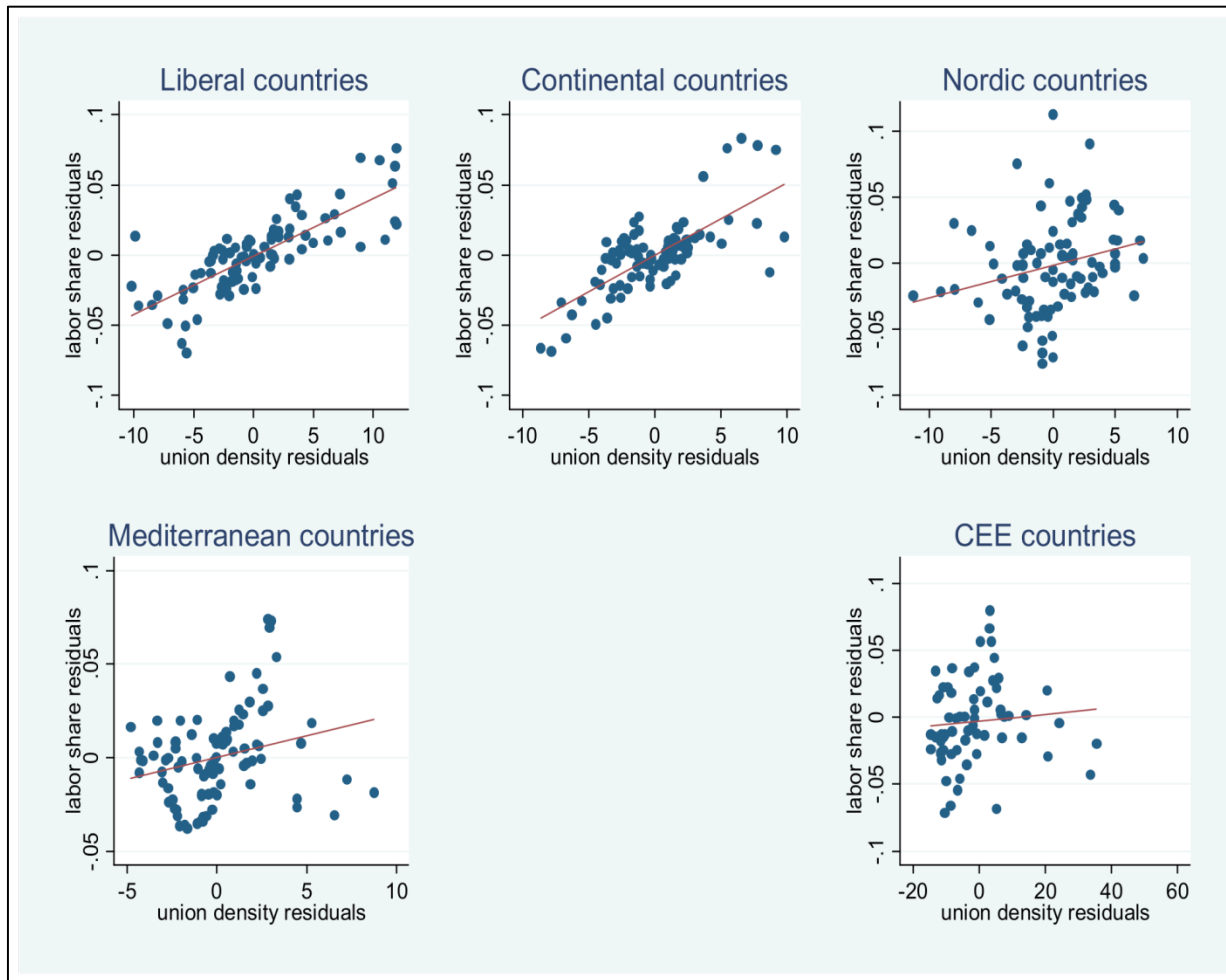 Liberal countries
labor share residuals
.1
.05
0
-.05
-.1
-10 -5 0 5 10
union density residuals
Continental countries
labor share residuals
.1
.05
0
-.05
-.1
-10 -5 0 5 10
union density residuals
Nordic countries
labor share residuals
.1
.05
0
-.05
-.1
-10 -5 0 5 10
union density residuals
Mediterranean countries
labor share residuals
.1
.05
0
-.05
-5 0 5 10
union density residuals
CEE countries
labor share residuals
.1
.05
0
-.05
-.1
-20 0 20 40 60
union density residuals